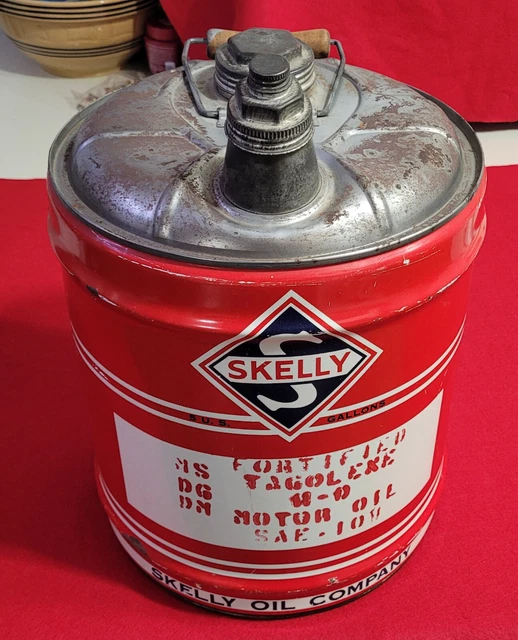 S
SKELLY
5 U.S. GALLONS
MS FORTIFIED
DG TAGOLENE
DM H-D
MOTOR OIL
SAE-10W
SKELLY OIL COMPANY